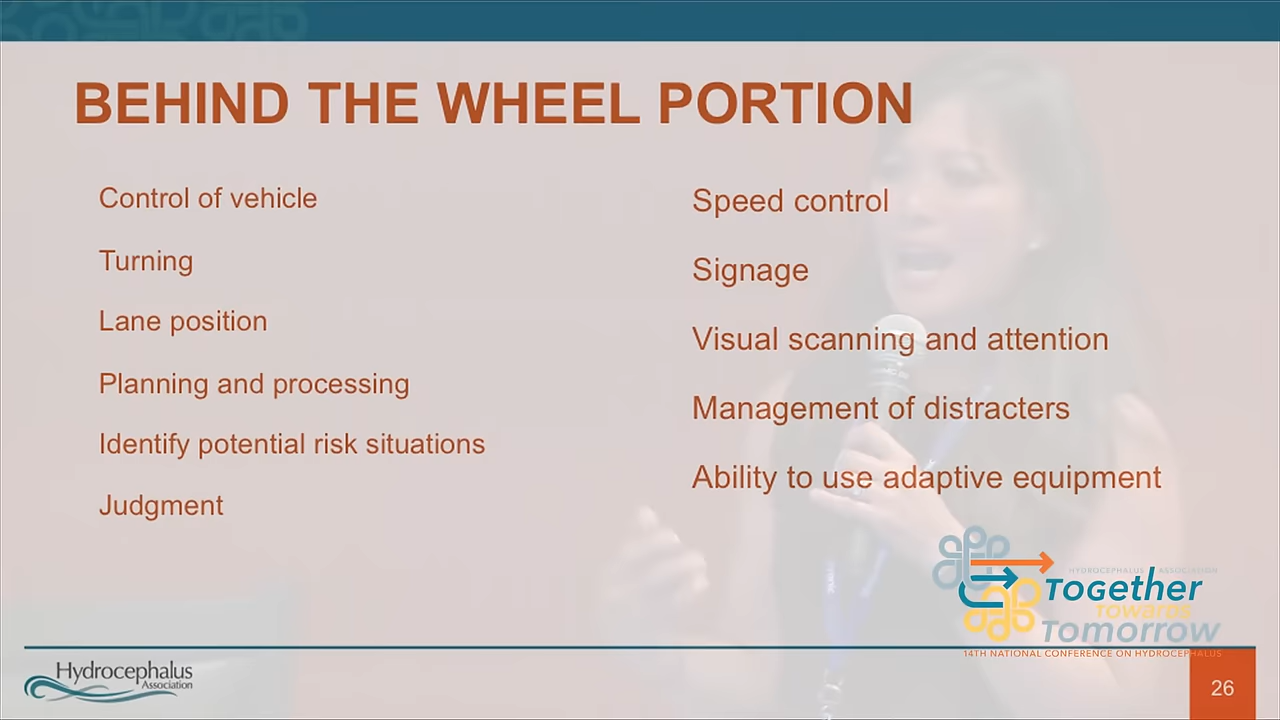 BEHIND THE WHEEL PORTION
Control of vehicle
Turning
Lane position
Planning and processing
Identify potential risk situations
Judgment
Speed control
Signage
Visual scanning and attention
Management of distracters
Ability to use adaptive equipment
HYDROCEPHALUS ASSOCIATION
Together
towards
Tomorrow
14TH NATIONAL CONFERENCE ON HYDROCEPHALUS
Hydrocephalus
Association
26